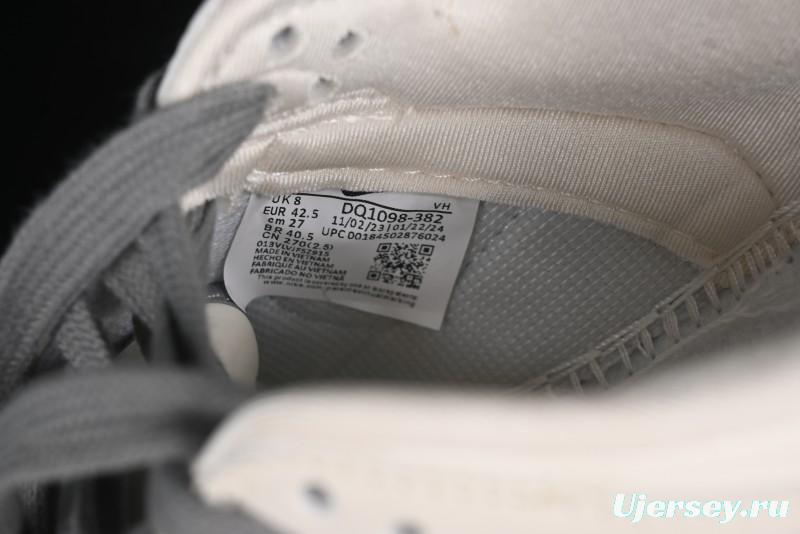 UK 8
EUR 42.5
cm 27
BR 40.5
CN 270(2.5)
VH
DQ1098-382
11/02/23 | 01/22/24
UPC 00184502876024
MADE IN VIETNAM
HECHO EN VIETNAM
FABRIQUE AU VIETNAM
FABRICADO NO VIETNÃ
Ujersey.ru